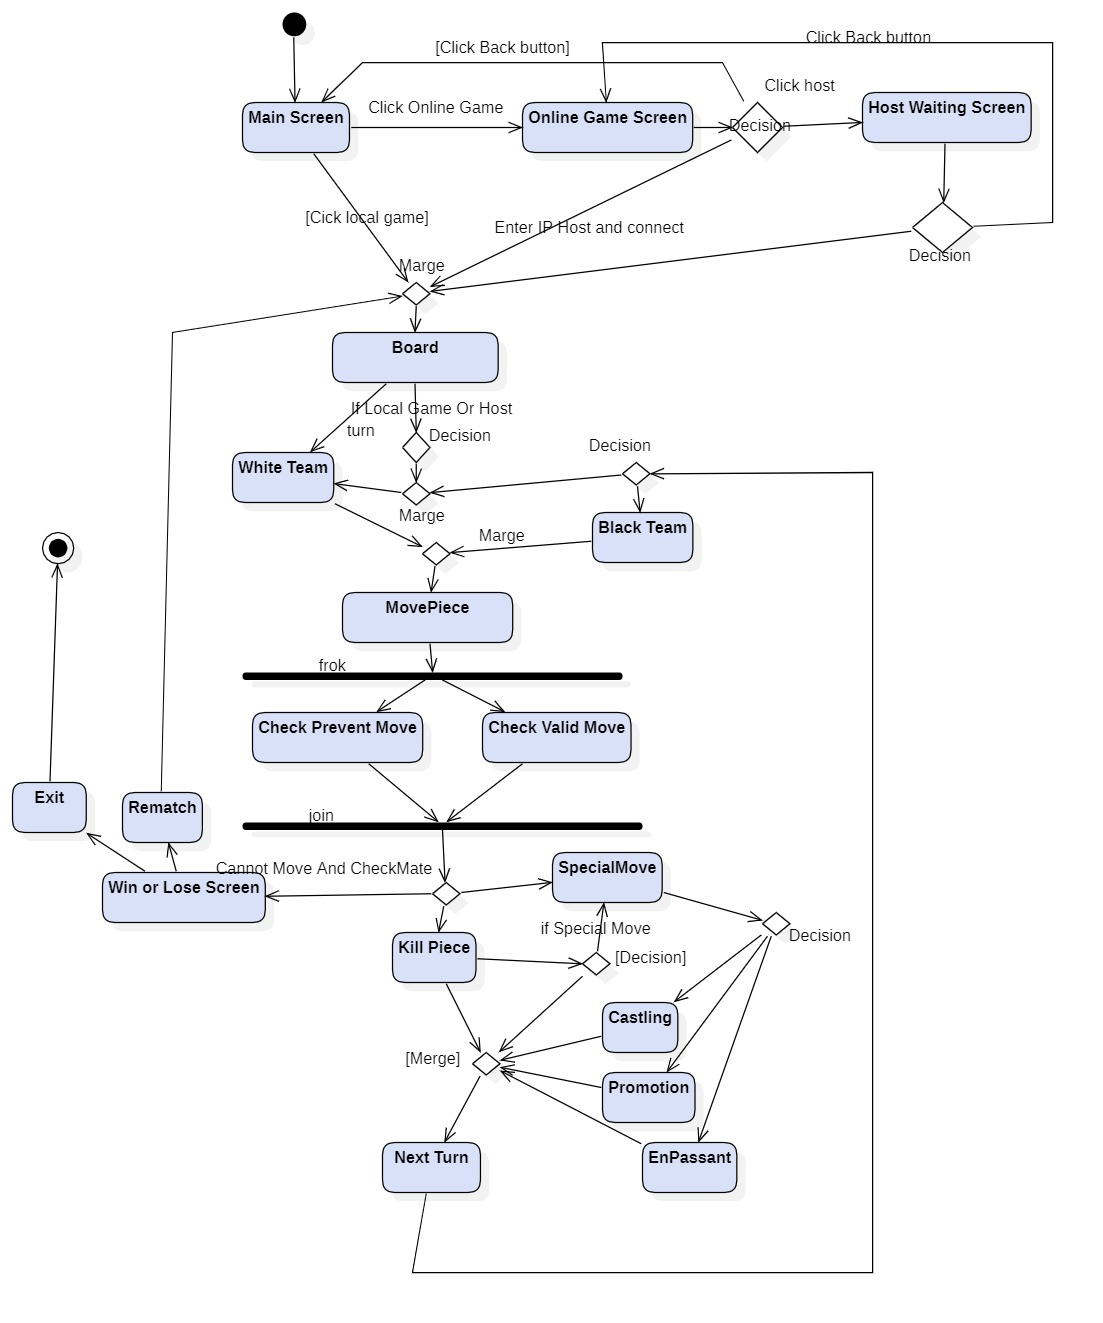 Click Back button
[Click Back button]
Click host
Main Screen
Click Online Game
Online Game Screen
Decision
Host Waiting Screen
[Cick local game]
Enter IP Host and connect
Decision
Marge
Board
If Local Game Or Host
turn
Decision
Decision
White Team
Marge
Black Team
Marge
MovePiece
frok
Check Prevent Move
Check Valid Move
Exit
Rematch
join
Cannot Move And CheckMate
SpecialMove
Win or Lose Screen
if Special Move
Decision
Kill Piece
[Decision]
Castling
[Merge]
Promotion
Next Turn
EnPassant